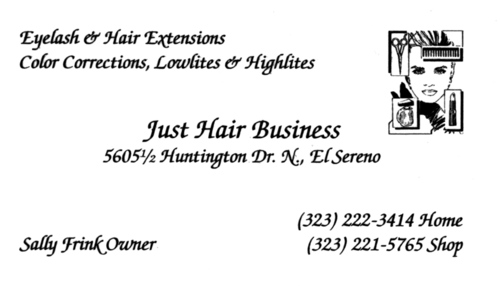 Eyelash & Hair Extensions
Color Corrections, Lowlites & Highlites
Just Hair Business
5605½ Huntington Dr. N., El Sereno
(323) 222-3414 Home
Sally Frink Owner
(323) 221-5765 Shop